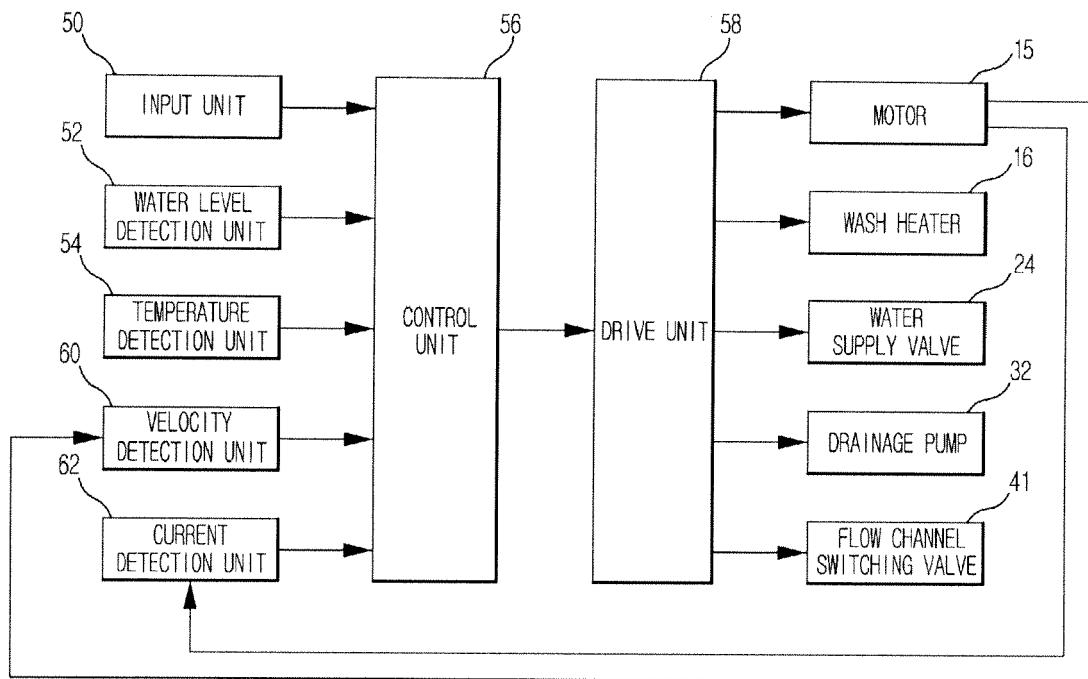 50
INPUT UNIT
52
WATER LEVEL
DETECTION UNIT
54
TEMPERATURE
DETECTION UNIT
60
VELOCITY
DETECTION UNIT
62
CURRENT
DETECTION UNIT
56
CONTROL
UNIT
58
DRIVE UNIT
15
MOTOR
16
WASH HEATER
24
WATER
SUPPLY VALVE
32
DRAINAGE PUMP
41
FLOW CHANNEL
SWITCHING VALVE